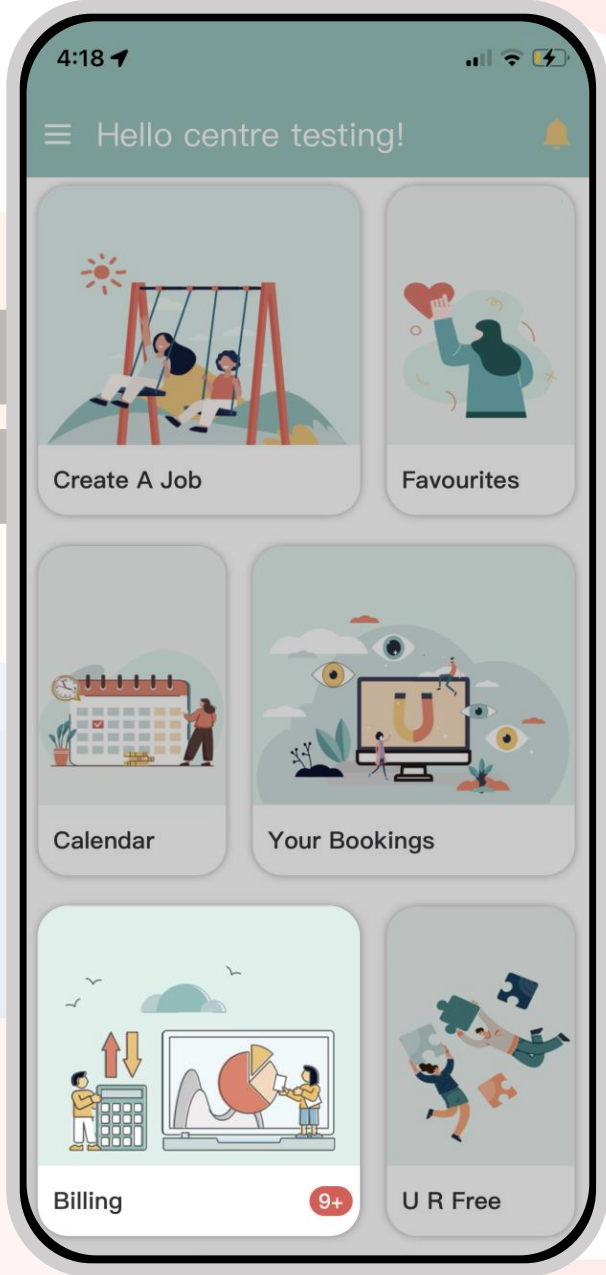 4:18
Hello centre testing!
Create A Job
Favourites
Calendar
Your Bookings
Billing
9+
U R Free